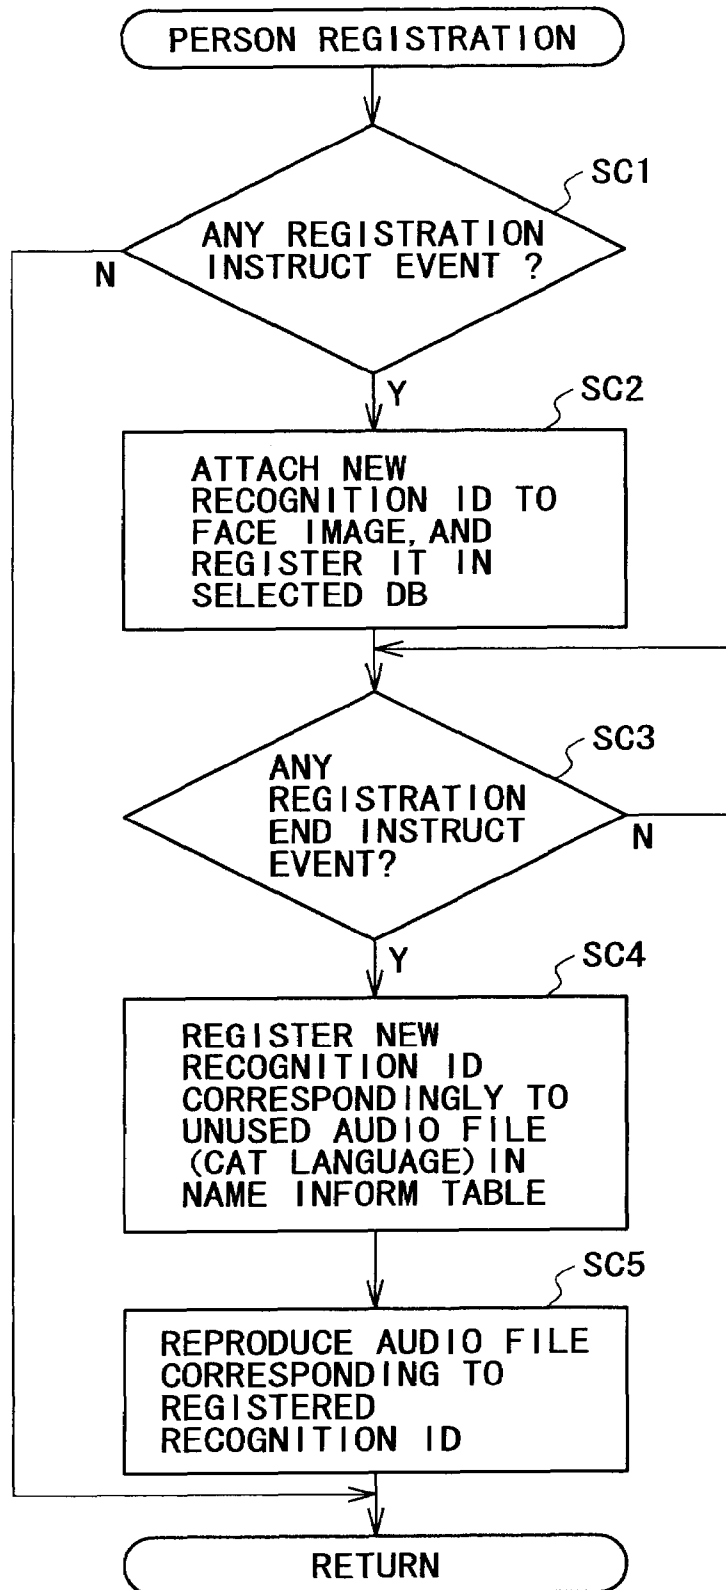 PERSON REGISTRATION
SC1
ANY REGISTRATION
INSTRUCT EVENT ?
N
Y
SC2
ATTACH NEW
RECOGNITION ID TO
FACE IMAGE, AND
REGISTER IT IN
SELECTED DB
SC3
ANY
REGISTRATION
END INSTRUCT
EVENT?
N
Y
SC4
REGISTER NEW
RECOGNITION ID
CORRESPONDINGLY TO
UNUSED AUDIO FILE
(CAT LANGUAGE) IN
NAME INFORM TABLE
SC5
REPRODUCE AUDIO FILE
CORRESPONDING TO
REGISTERED
RECOGNITION ID
RETURN